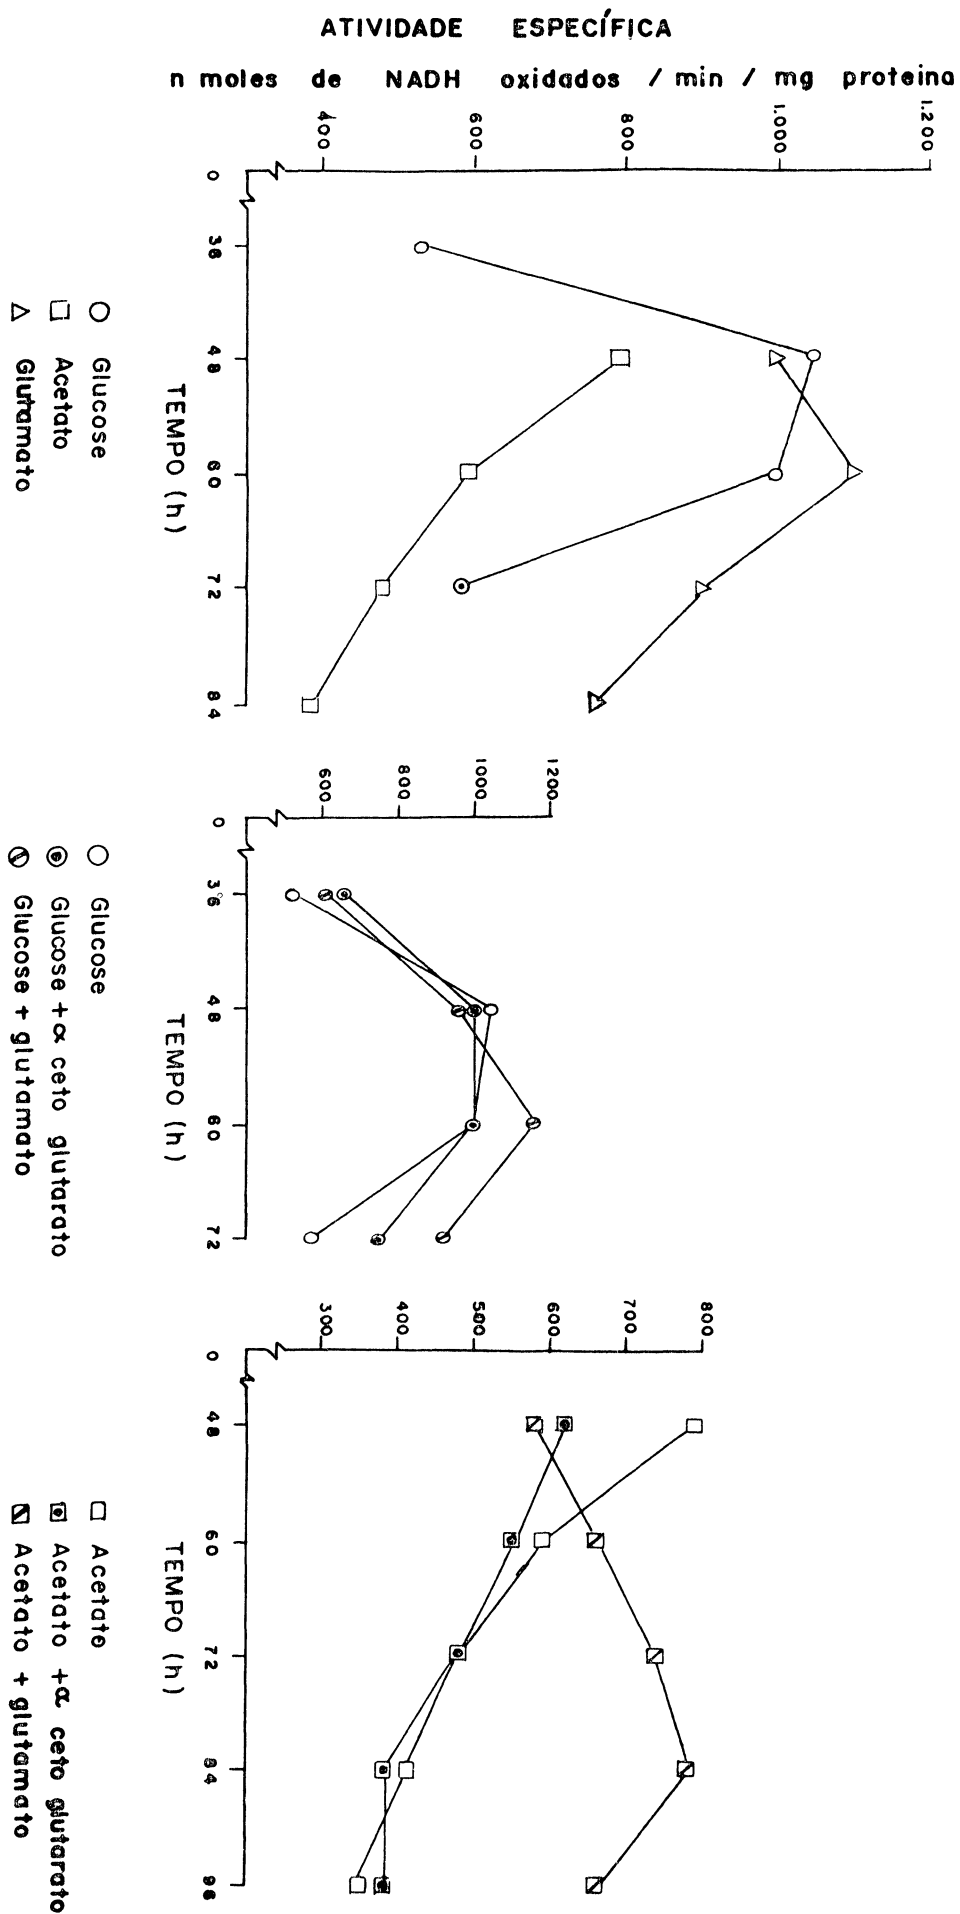 ATIVIDADE ESPECÍFICA
n moles de NADH oxidados / min / mg proteina
400
600
800
1.000
1.200
0
36
48
60
72
84
TEMPO (h)
○ Glucose
□ Acetato
△ Glutamato
600
800
1000
1200
0
36
48
60
72
TEMPO (h)
Glucose
Glucose + α ceto glutarato
Glucose + glutamato
300
400
500
600
700
800
0
48
60
72
84
96
TEMPO (h)
Acetato
Acetato + α ceto glutarato
Acetato + glutamato